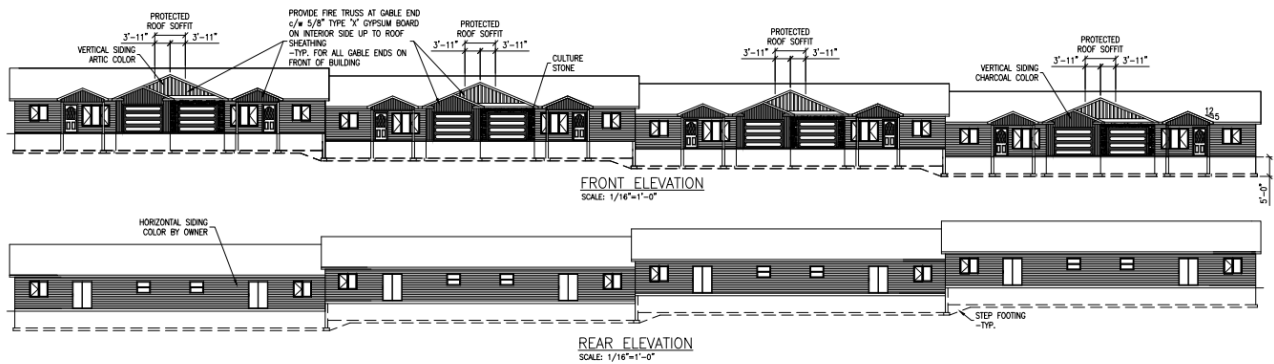 PROTECTED
ROOF SOFFIT
3'-11"
3'-11"
VERTICAL SIDING
ARTIC COLOR
PROVIDE FIRE TRUSS AT GABLE END
c/w 5/8" TYPE 'X' GYPSUM BOARD
ON INTERIOR SIDE UP TO ROOF
SHEATHING
-TYP. FOR ALL GABLE ENDS ON
FRONT OF BUILDING
PROTECTED
ROOF SOFFIT
3'-11"
3'-11"
CULTURE
STONE
PROTECTED
ROOF SOFFIT
3'-11"
3'-11"
VERTICAL SIDING
CHARCOAL COLOR
PROTECTED
ROOF SOFFIT
3'-11"
3'-11"
12
5'-0"
FRONT ELEVATION
SCALE: 1/16"=1'-0"
HORIZONTAL SIDING
COLOR BY OWNER
STEP FOOTING
-TYP.
REAR ELEVATION
SCALE: 1/16"=1'-0"